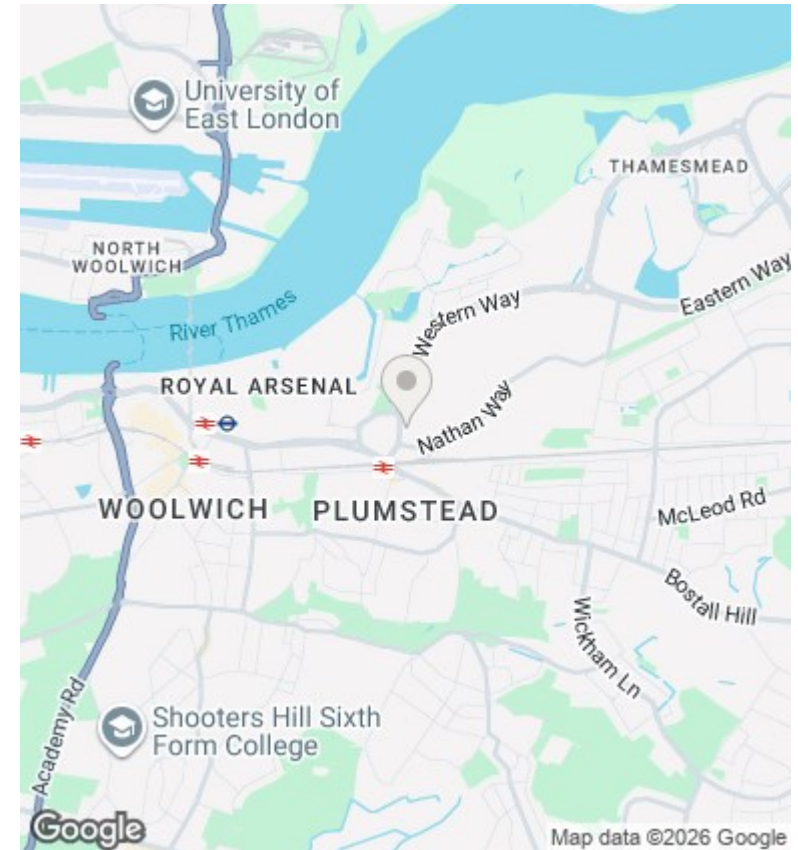 University of
East London
THAMESMEAD
NORTH
WOOLWICH
Eastern Way
River Thames
Western Way
ROYAL ARSENAL
Nathan Way
WOOLWICH
PLUMSTEAD
McLeod Rd
Bostall Hill
Wickham Ln
Academy Rd
Shooters Hill Sixth
Form College
Google
Map data ©2026 Google